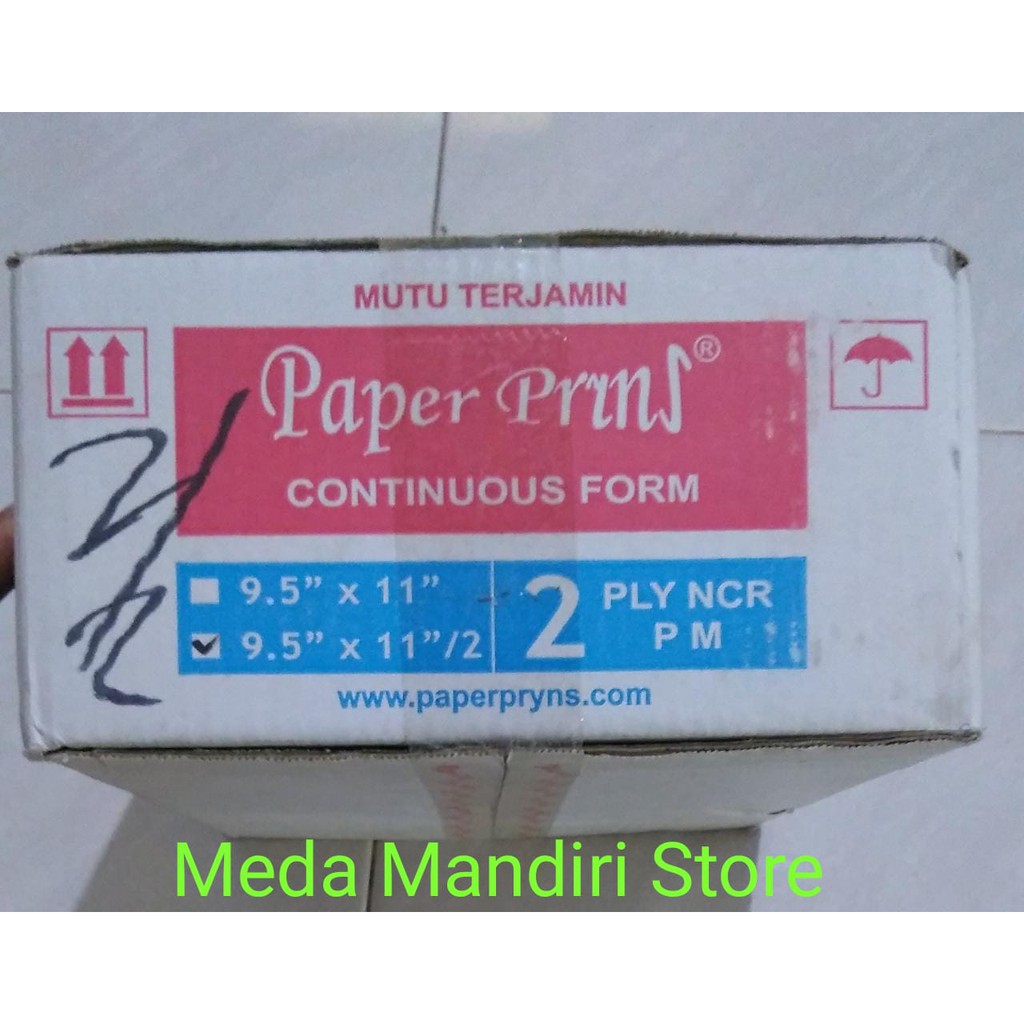 MUTU TERJAMIN
Paper Pryns®
CONTINUOUS FORM
9.5” x 11”
9.5” x 11”/2
2
PLY NCR
P M
www.paperpryns.com
Meda Mandiri Store